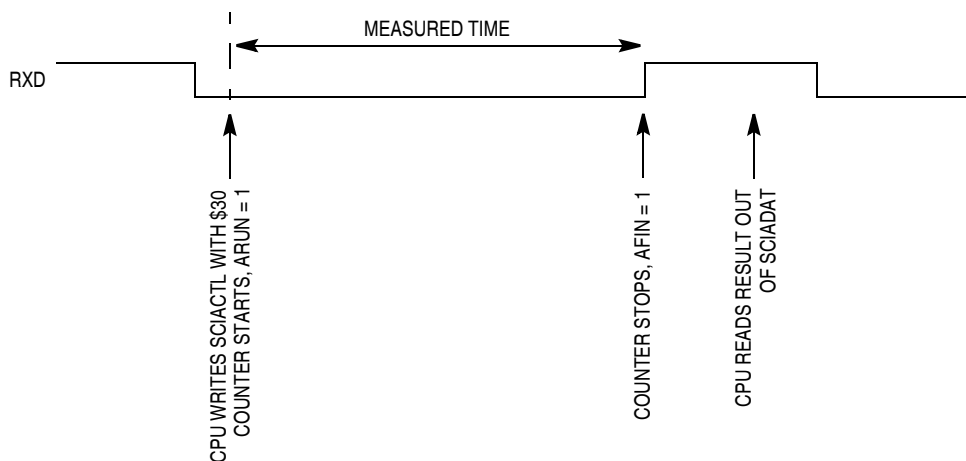 MEASURED TIME
RXD
CPU WRITES SCIACTL WITH $30
COUNTER STARTS, ARUN = 1
COUNTER STOPS, AFIN = 1
CPU READS RESULT OUT
OF SCIADAT